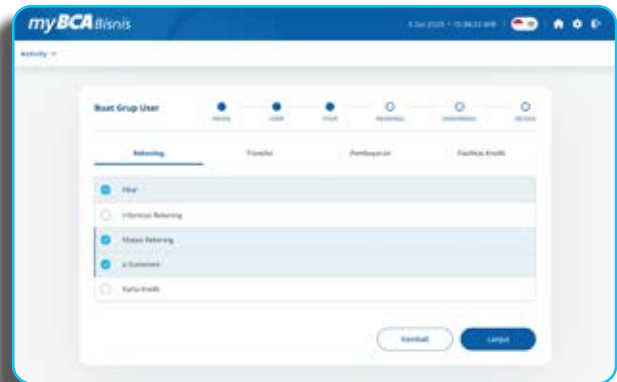 myBCA Bisnis
Activity
Buat Grup User
Rekening Transfer Pembayaran Fasilitas Kredit
Fitur
Informasi Rekening
Mutasi Rekening
e-Statement
Kartu Kredit
Kembali Lanjut